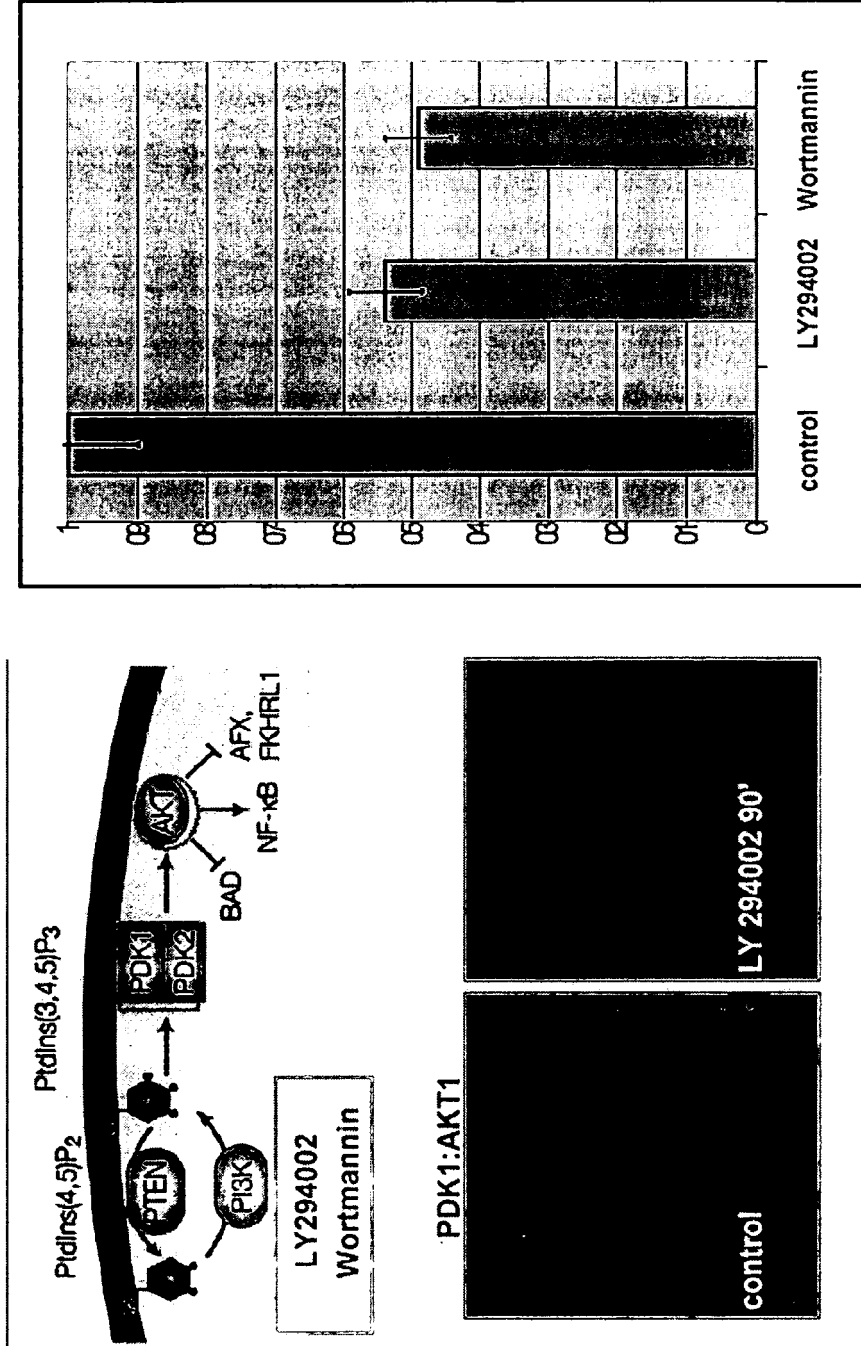 PtdIns(4,5)P2
PtdIns(3,4,5)P3
PTEN
PI3K
PDK1
PDK2
AKT
BAD
NF-κB
AFX,
FKHRL1
LY294002
Wortmannin
PDK1:AKT1
control
LY 294002 90'
1
0.9
0.8
0.7
0.6
0.5
0.4
0.3
0.2
0.1
0
control
LY294002
Wortmannin